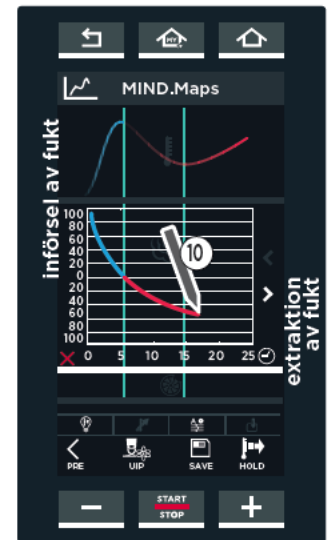 MY
MIND.Maps
införsel av fukt
100
80
60
40
20
0
20
40
60
80
100
10
0 5 10 15 20 25
extraktion
av fukt
PRE UIP SAVE HOLD
START
STOP